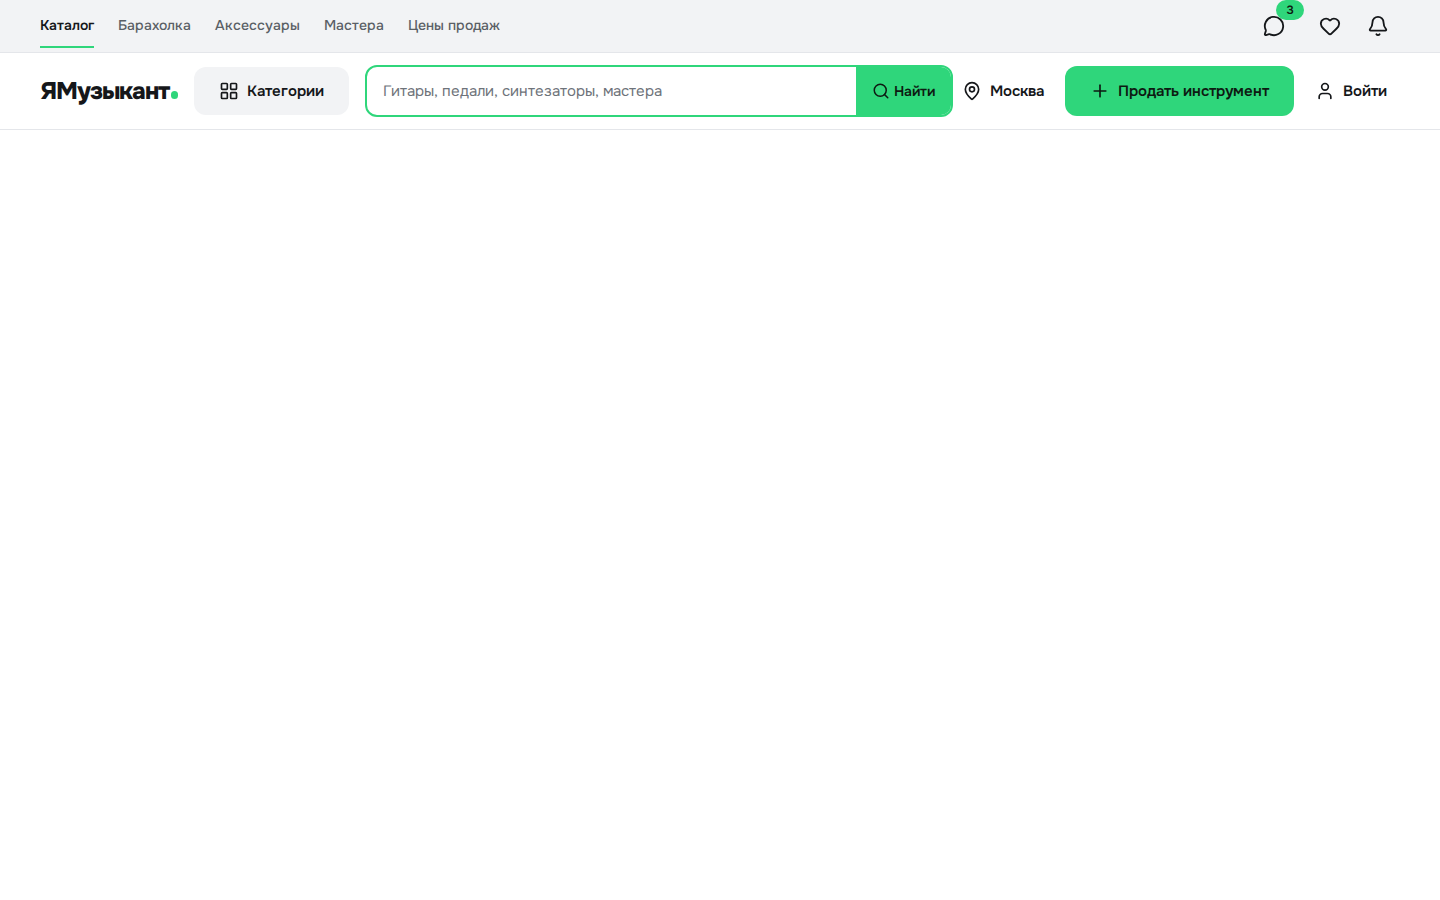 Каталог Барахолка Аксессуары Мастера Цены продаж 3
ЯМузыкант. Категории Гитары, педали, синтезаторы, мастера Найти Москва Продать инструмент Войти